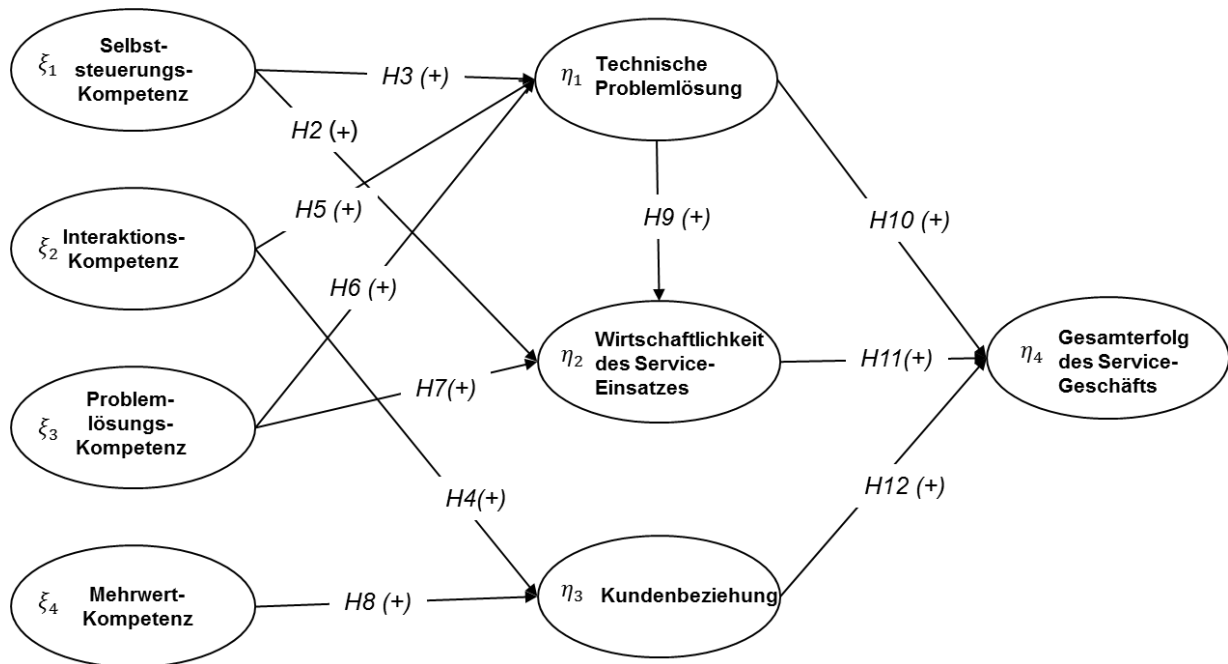 ξ₁ Selbst-
steuerungs-
Kompetenz
H3 (+)
η₁ Technische
Problemlösung
H2 (+)
ξ₂ Interaktions-
Kompetenz
H5 (+)
H9 (+)
H10 (+)
H6 (+)
η₂ Wirtschaftlichkeit
des Service-
Einsatzes
H11(+)
η₄ Gesamterfolg
des Service-
Geschäfts
ξ₃ Problem-
lösungs-
Kompetenz
H7(+)
H4(+)
H12 (+)
ξ₄ Mehrwert-
Kompetenz
H8 (+)
η₃ Kundenbeziehung